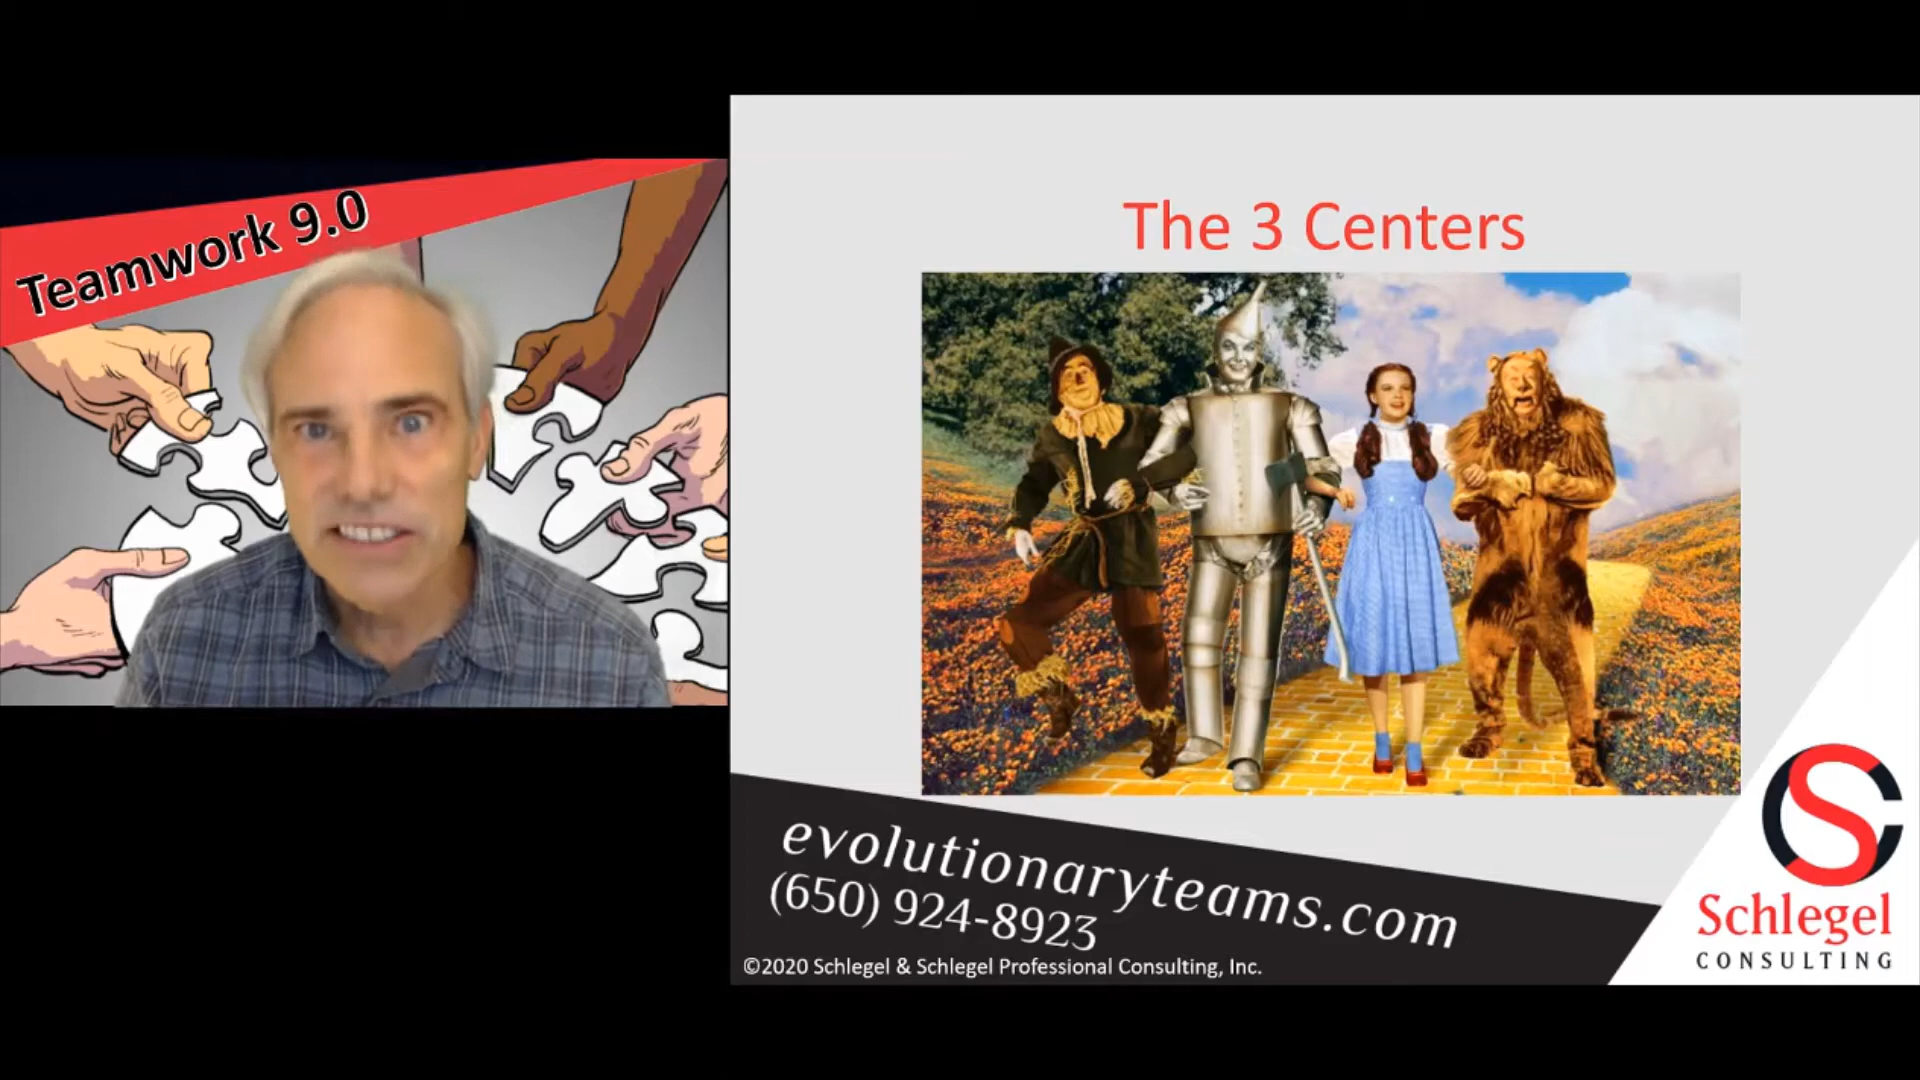 Teamwork 9.0
The 3 Centers
evolutionaryteams.com
(650) 924-8923
©2020 Schlegel & Schlegel Professional Consulting, Inc.
SC
Schlegel
CONSULTING